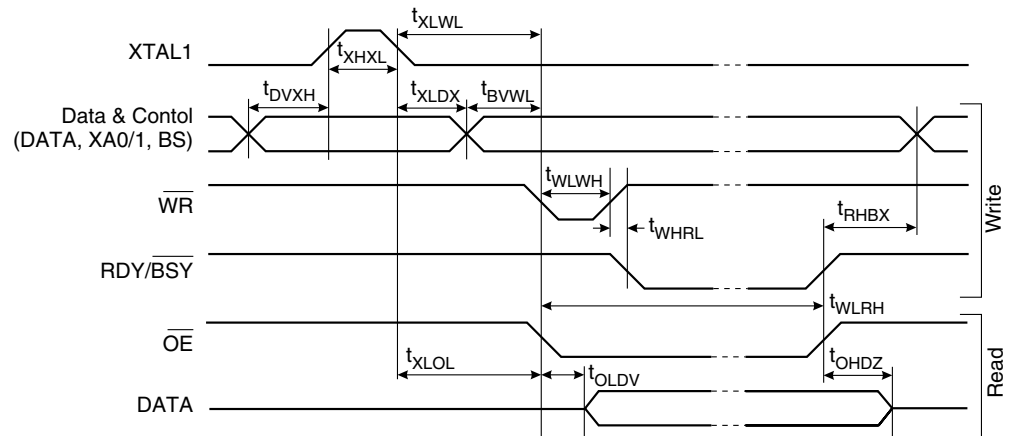 tXLWL
XTAL1
tXHXL
tDVXH
tXLDX
tBVWL
Data & Contol
(DATA, XA0/1, BS)
tWLWH
WR
tWHRL
tRHBX
Write
RDY/BSY
tWLRH
OE
tXLOL
tOLDV
tOHDZ
Read
DATA